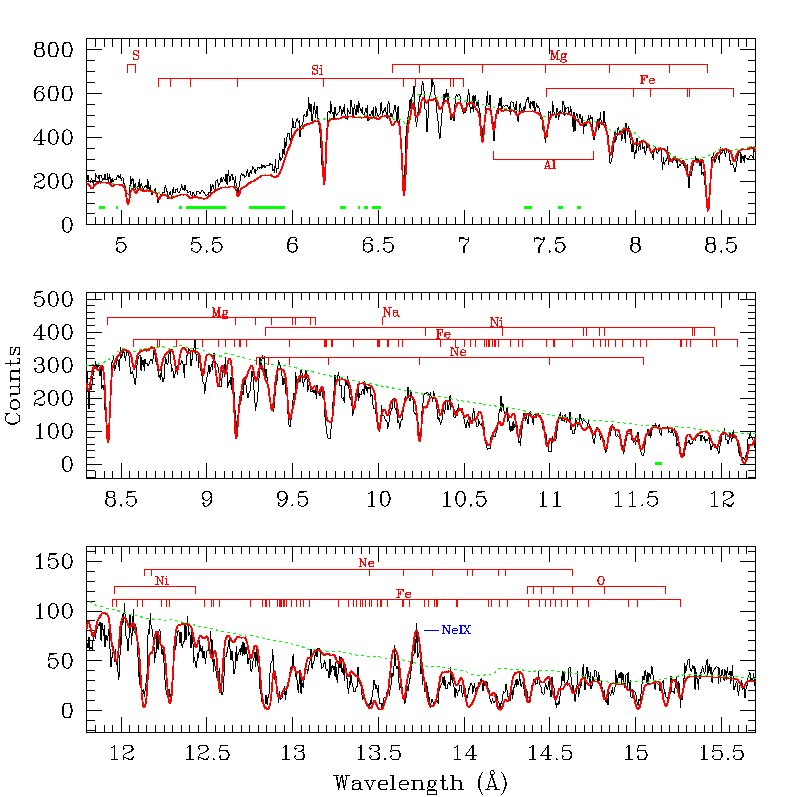 800
600
400
200
0
S
Si
Mg
Fe
Al
5 5.5 6 6.5 7 7.5 8 8.5
Counts
500
400
300
200
100
0
Mg
Na
Ni
Fe
Ne
8.5 9 9.5 10 10.5 11 11.5 12
150
100
50
0
Ne
Ni
O
Fe
NeIX
12 12.5 13 13.5 14 14.5 15 15.5
Wavelength (Å)